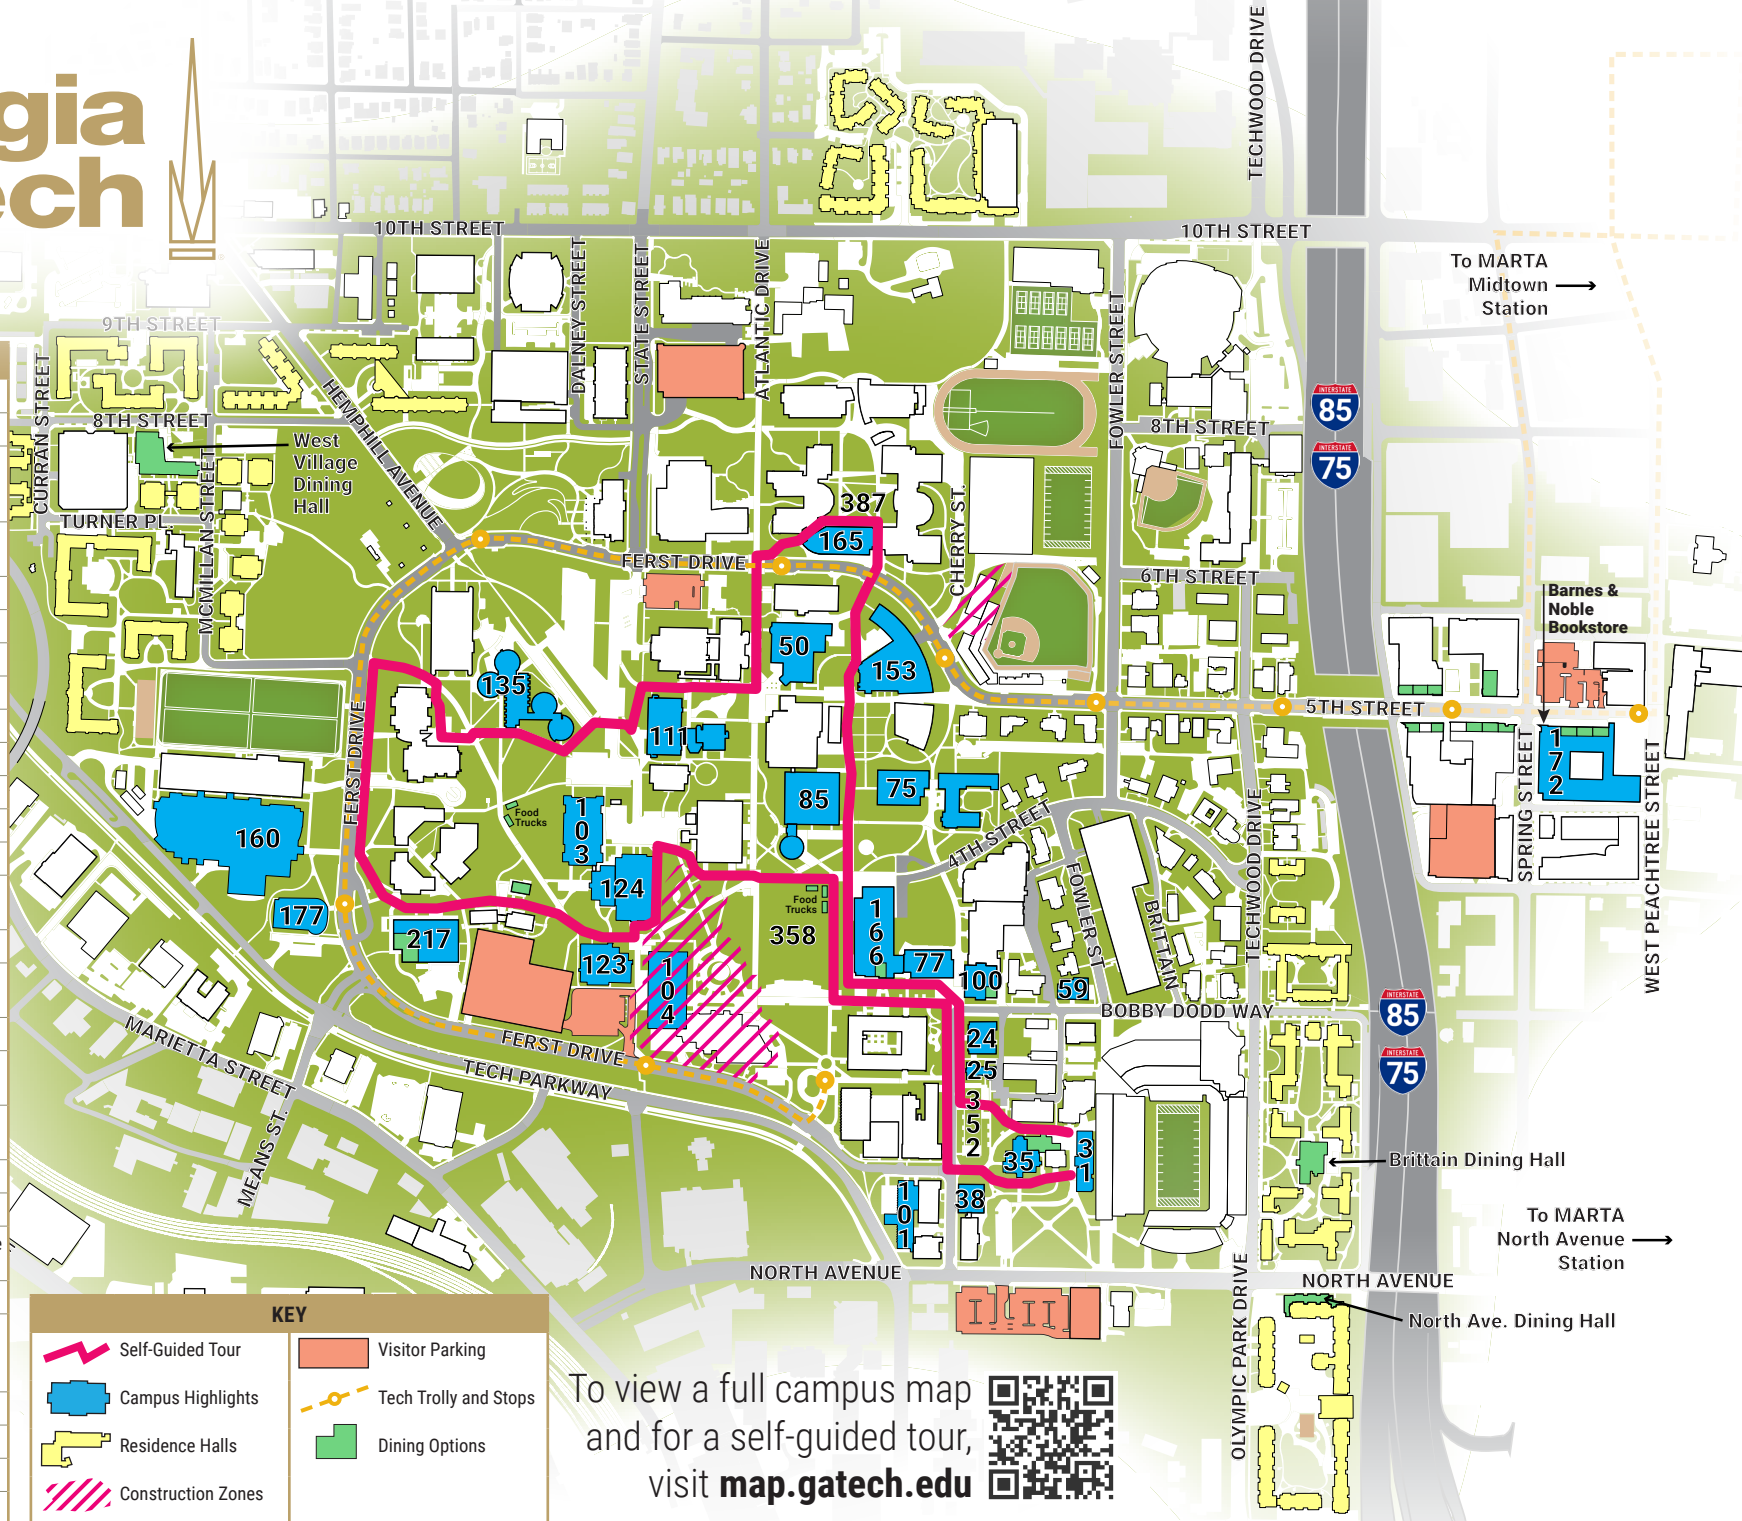 gia
ech
TECHWOOD DRIVE
10TH STREET
10TH STREET
DALNEY STREET
STATE STREET
ATLANTIC DRIVE
FOWLER STREET
To MARTA
Midtown
Station
9TH STREET
CURRAN STREET
HEMPHILL AVENUE
8TH STREET
West
Village
Dining
Hall
MCMILLAN STREET
TURNER PL.
8TH STREET
INTERSTATE
85
INTERSTATE
75
387
165
CHERRY ST.
FERST DRIVE
6TH STREET
Barnes &
Noble
Bookstore
50
153
135
111
5TH STREET
FERST DRIVE
172
SPRING STREET
WEST PEACHTREE STREET
85
75
103
Food
Trucks
160
4TH STREET
TECHWOOD DRIVE
FOWLER ST
BRITTAIN
124
177
217
Food
Trucks
358
166
77
123
104
100
59
BOBBY DODD WAY
INTERSTATE
85
INTERSTATE
75
24
25
352
MARIETTA STREET
FERST DRIVE
TECH PARKWAY
MEANS ST.
35
31
38
101
Brittain Dining Hall
To MARTA
North Avenue
Station
NORTH AVENUE
NORTH AVENUE
OLYMPIC PARK DRIVE
North Ave. Dining Hall
KEY
Self-Guided Tour
Visitor Parking
Campus Highlights
Tech Trolly and Stops
Residence Halls
Dining Options
Construction Zones
To view a full campus map
and for a self-guided tour,
visit map.gatech.edu